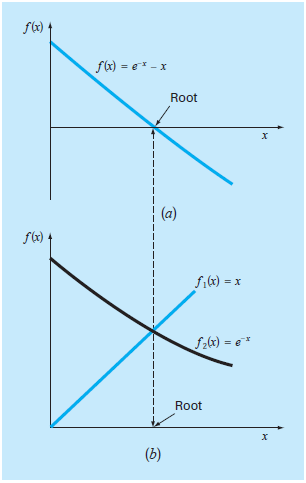 f(x)
f(x) = e⁻ˣ – x
Root
x
(a)
f(x)
f₁(x) = x
f₂(x) = e⁻ˣ
Root
x
(b)